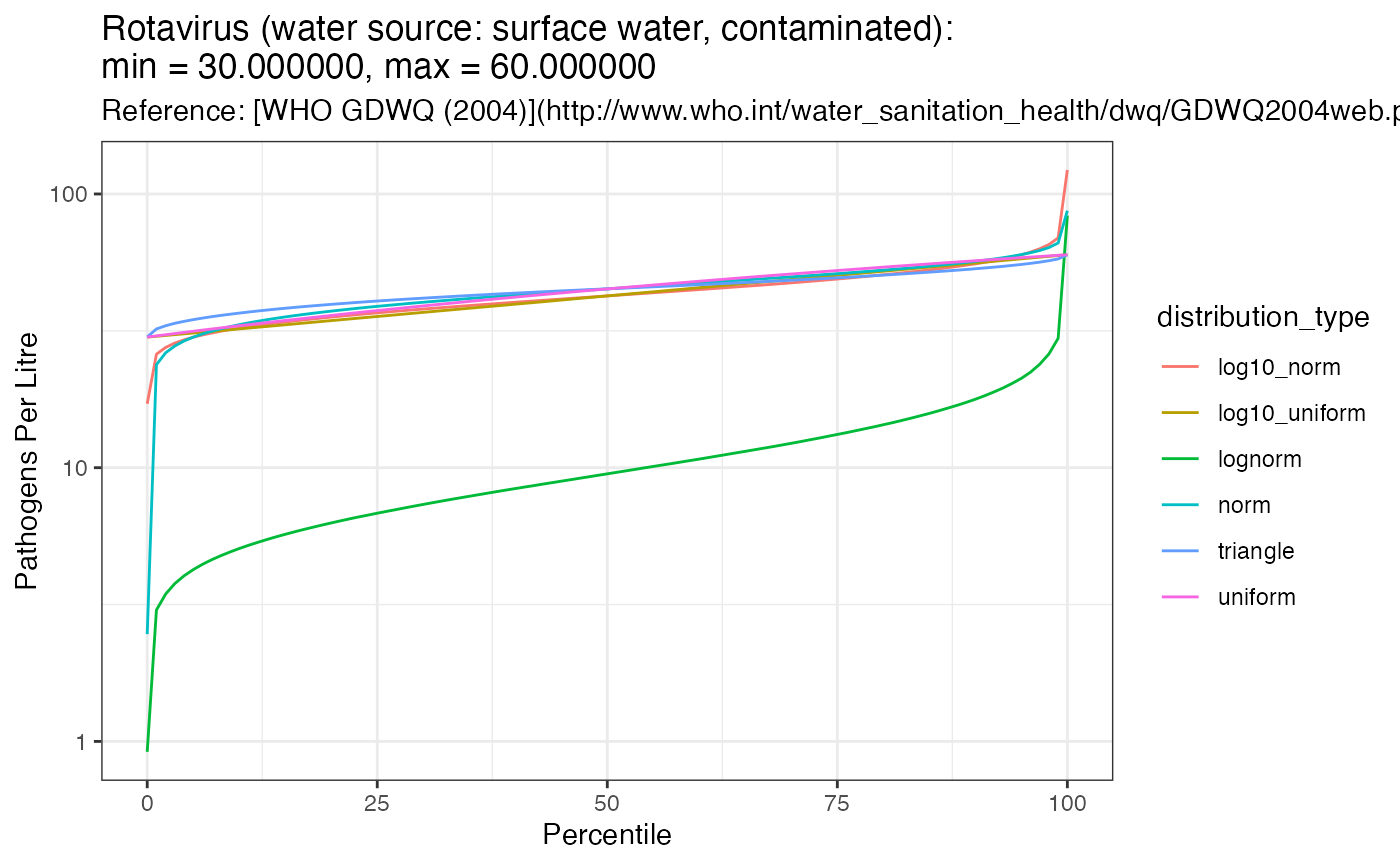 Rotavirus (water source: surface water, contaminated):
min = 30.000000, max = 60.000000
Reference: [WHO GDWQ (2004)](http://www.who.int/water_sanitation_health/dwq/GDWQ2004web.p
100
10
1
Pathogens Per Litre
0 25 50 75 100
Percentile
distribution_type
log10_norm
log10_uniform
lognorm
norm
triangle
uniform